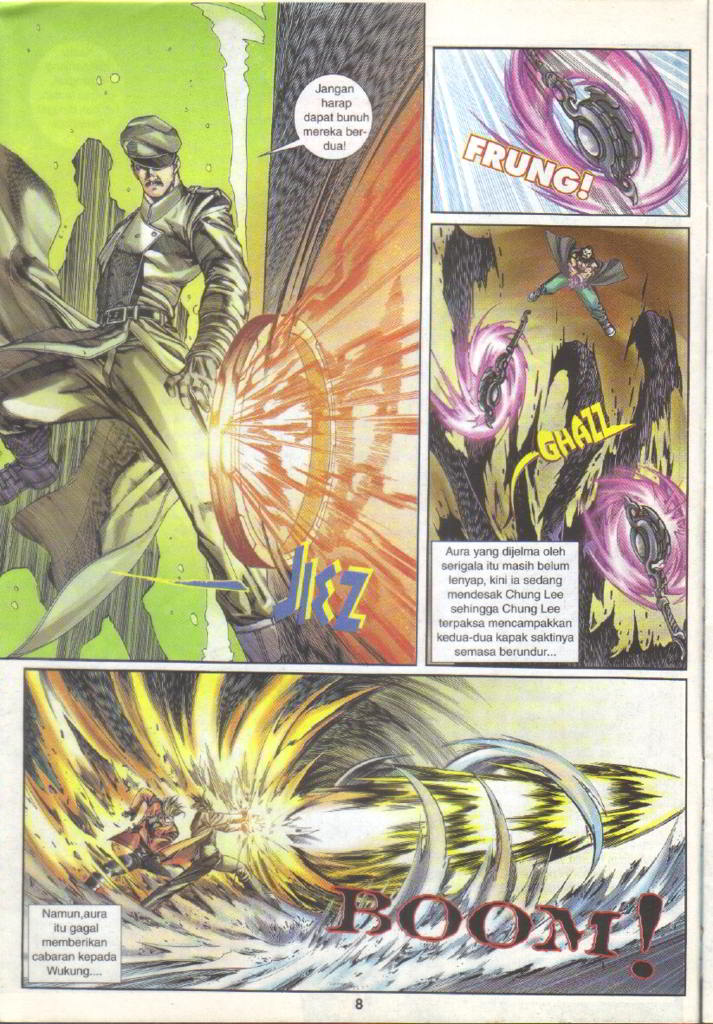 Jangan
harap
dapat bunuh
mereka ber-
dua!
JIEZ
FRUNG!
GHAZZ
Aura yang dijelma oleh
serigala itu masih belum
lenyap, kini ia sedang
mendesak Chung Lee
sehingga Chung Lee
terpaksa mencampakkan
kedua-dua kapak saktinya
semasa berundur...
Namun,aura
itu gagal
memberikan
cabaran kepada
Wukung....
BOOM!
8